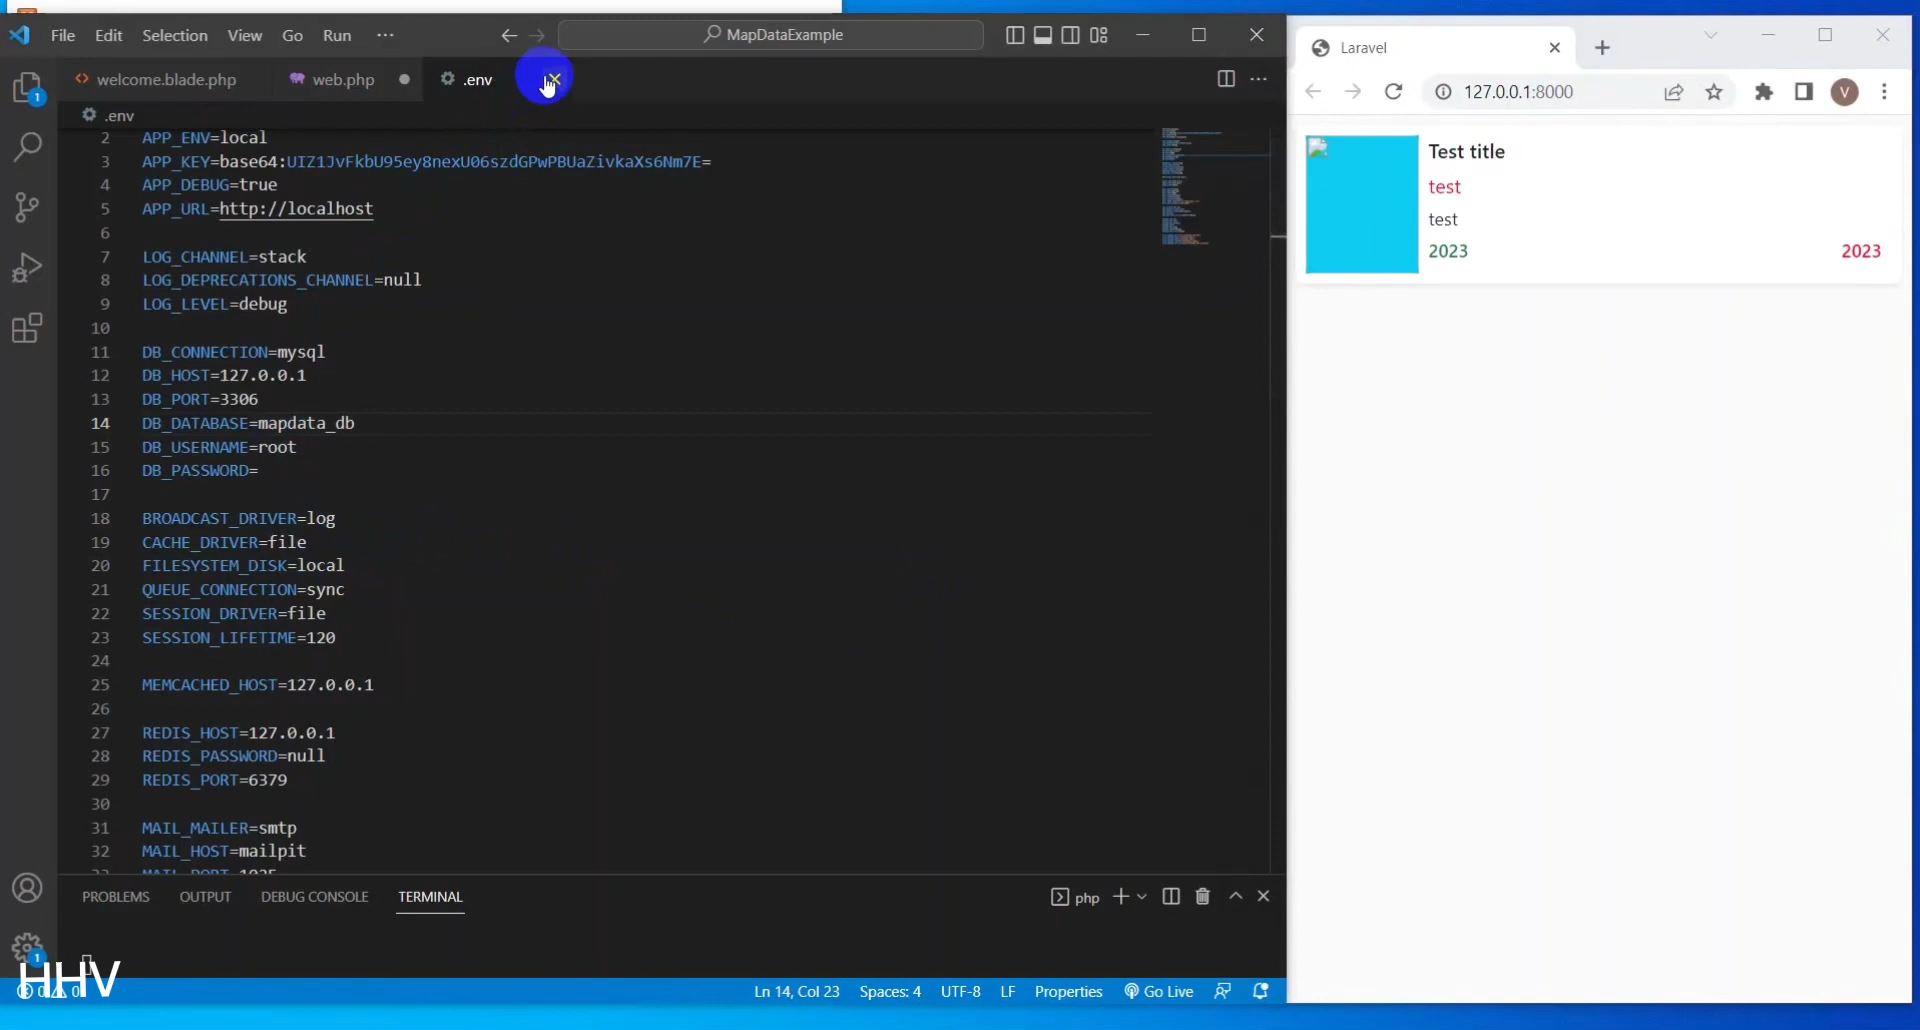 File Edit Selection View Go Run ... MapDataExample
welcome.blade.php web.php .env
.env
2 APP_ENV=local
3 APP_KEY=base64:UIZ1JvFkbU95ey8nexU06szdGPwPBUaZivkaXs6Nm7E=
4 APP_DEBUG=true
5 APP_URL=http://localhost
6
7 LOG_CHANNEL=stack
8 LOG_DEPRECATIONS_CHANNEL=null
9 LOG_LEVEL=debug
10
11 DB_CONNECTION=mysql
12 DB_HOST=127.0.0.1
13 DB_PORT=3306
14 DB_DATABASE=mapdata_db
15 DB_USERNAME=root
16 DB_PASSWORD=
17
18 BROADCAST_DRIVER=log
19 CACHE_DRIVER=file
20 FILESYSTEM_DISK=local
21 QUEUE_CONNECTION=sync
22 SESSION_DRIVER=file
23 SESSION_LIFETIME=120
24
25 MEMCACHED_HOST=127.0.0.1
26
27 REDIS_HOST=127.0.0.1
28 REDIS_PASSWORD=null
29 REDIS_PORT=6379
30
31 MAIL_MAILER=smtp
32 MAIL_HOST=mailpit
33 MAIL_PORT=1025
PROBLEMS OUTPUT DEBUG CONSOLE TERMINAL php
1
1
HHV
0 0 Ln 14, Col 23 Spaces: 4 UTF-8 LF Properties Go Live
Laravel
127.0.0.1:8000 V
Test title
test
test
2023 2023